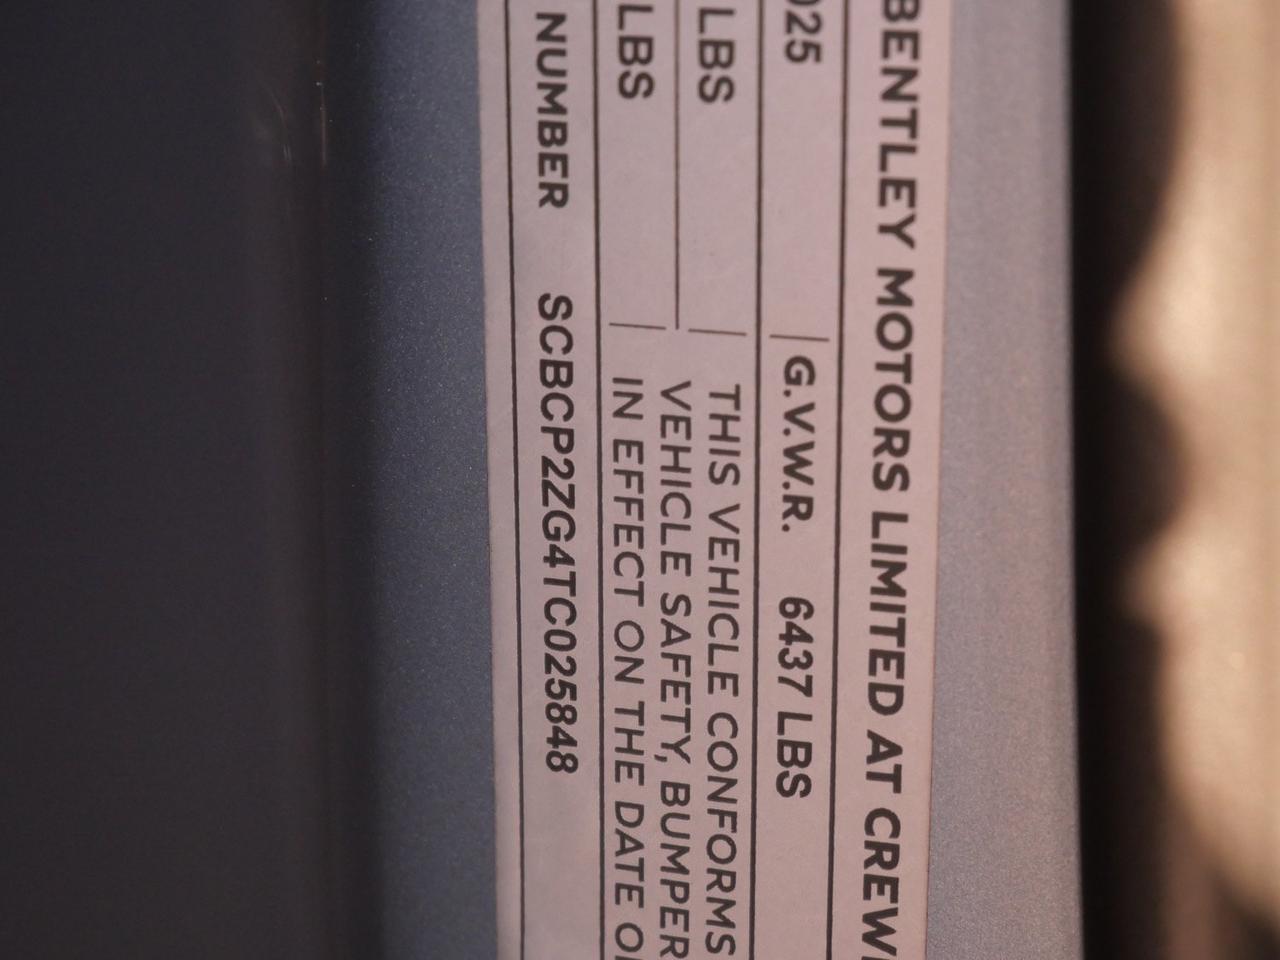 BENTLEY MOTORS LIMITED AT CREW
025 G.V.W.R. 6437 LBS
LBS THIS VEHICLE CONFORMS
VEHICLE SAFETY, BUMPER
LBS IN EFFECT ON THE DATE O
NUMBER SCBCP2ZG4TC025848